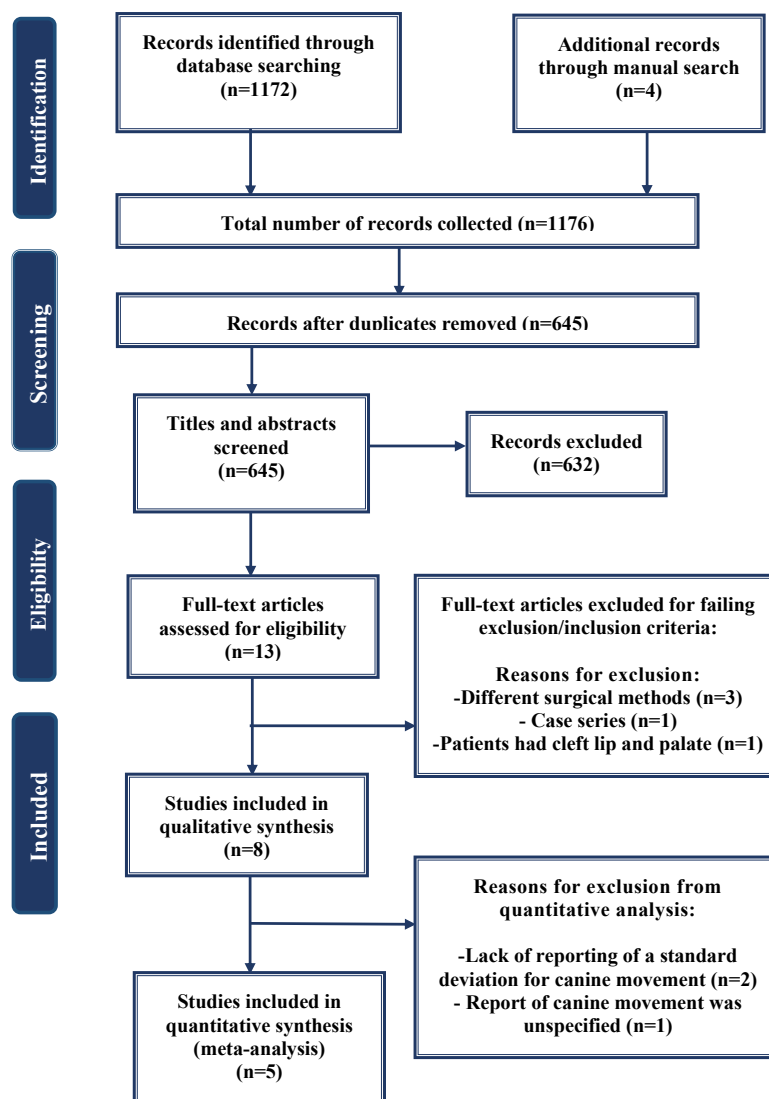 Identification
Records identified through
database searching
(n=1172)
Additional records
through manual search
(n=4)
Total number of records collected (n=1176)
Screening
Records after duplicates removed (n=645)
Titles and abstracts
screened
(n=645)
Records excluded
(n=632)
Eligibility
Full-text articles
assessed for eligibility
(n=13)
Full-text articles excluded for failing
exclusion/inclusion criteria:
Reasons for exclusion:
-Different surgical methods (n=3)
- Case series (n=1)
-Patients had cleft lip and palate (n=1)
Included
Studies included in
qualitative synthesis
(n=8)
Reasons for exclusion from
quantitative analysis:
-Lack of reporting of a standard
deviation for canine movement (n=2)
- Report of canine movement was
unspecified (n=1)
Studies included in
quantitative synthesis
(meta-analysis)
(n=5)